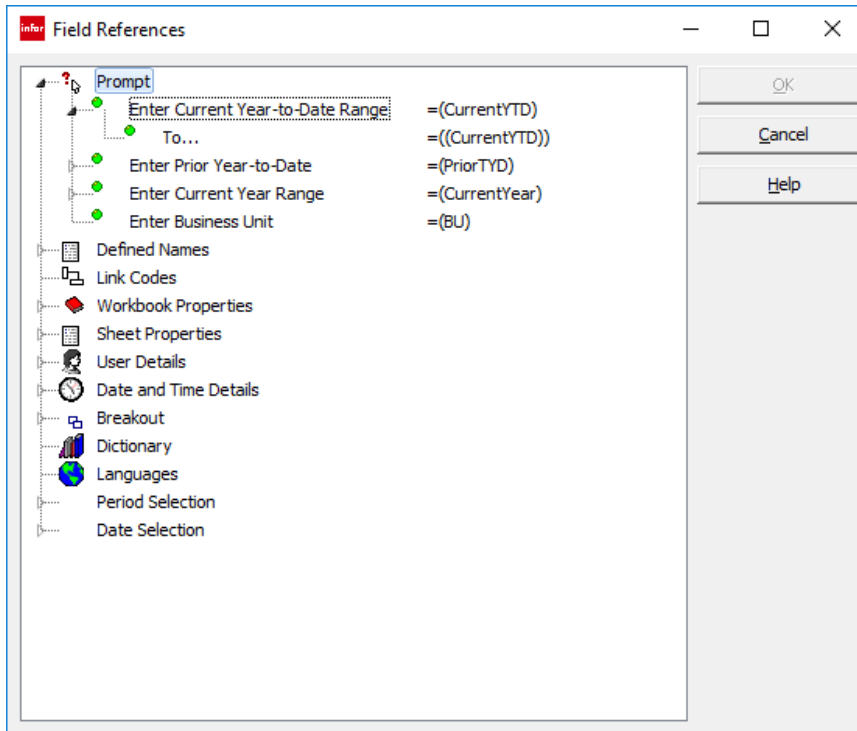 infor Field References
Prompt OK
Enter Current Year-to-Date Range =(CurrentYTD)
To... =((CurrentYTD)) Cancel
Enter Prior Year-to-Date =(PriorTYD)
Enter Current Year Range =(CurrentYear) Help
Enter Business Unit =(BU)
Defined Names
Link Codes
Workbook Properties
Sheet Properties
User Details
Date and Time Details
Breakout
Dictionary
Languages
Period Selection
Date Selection